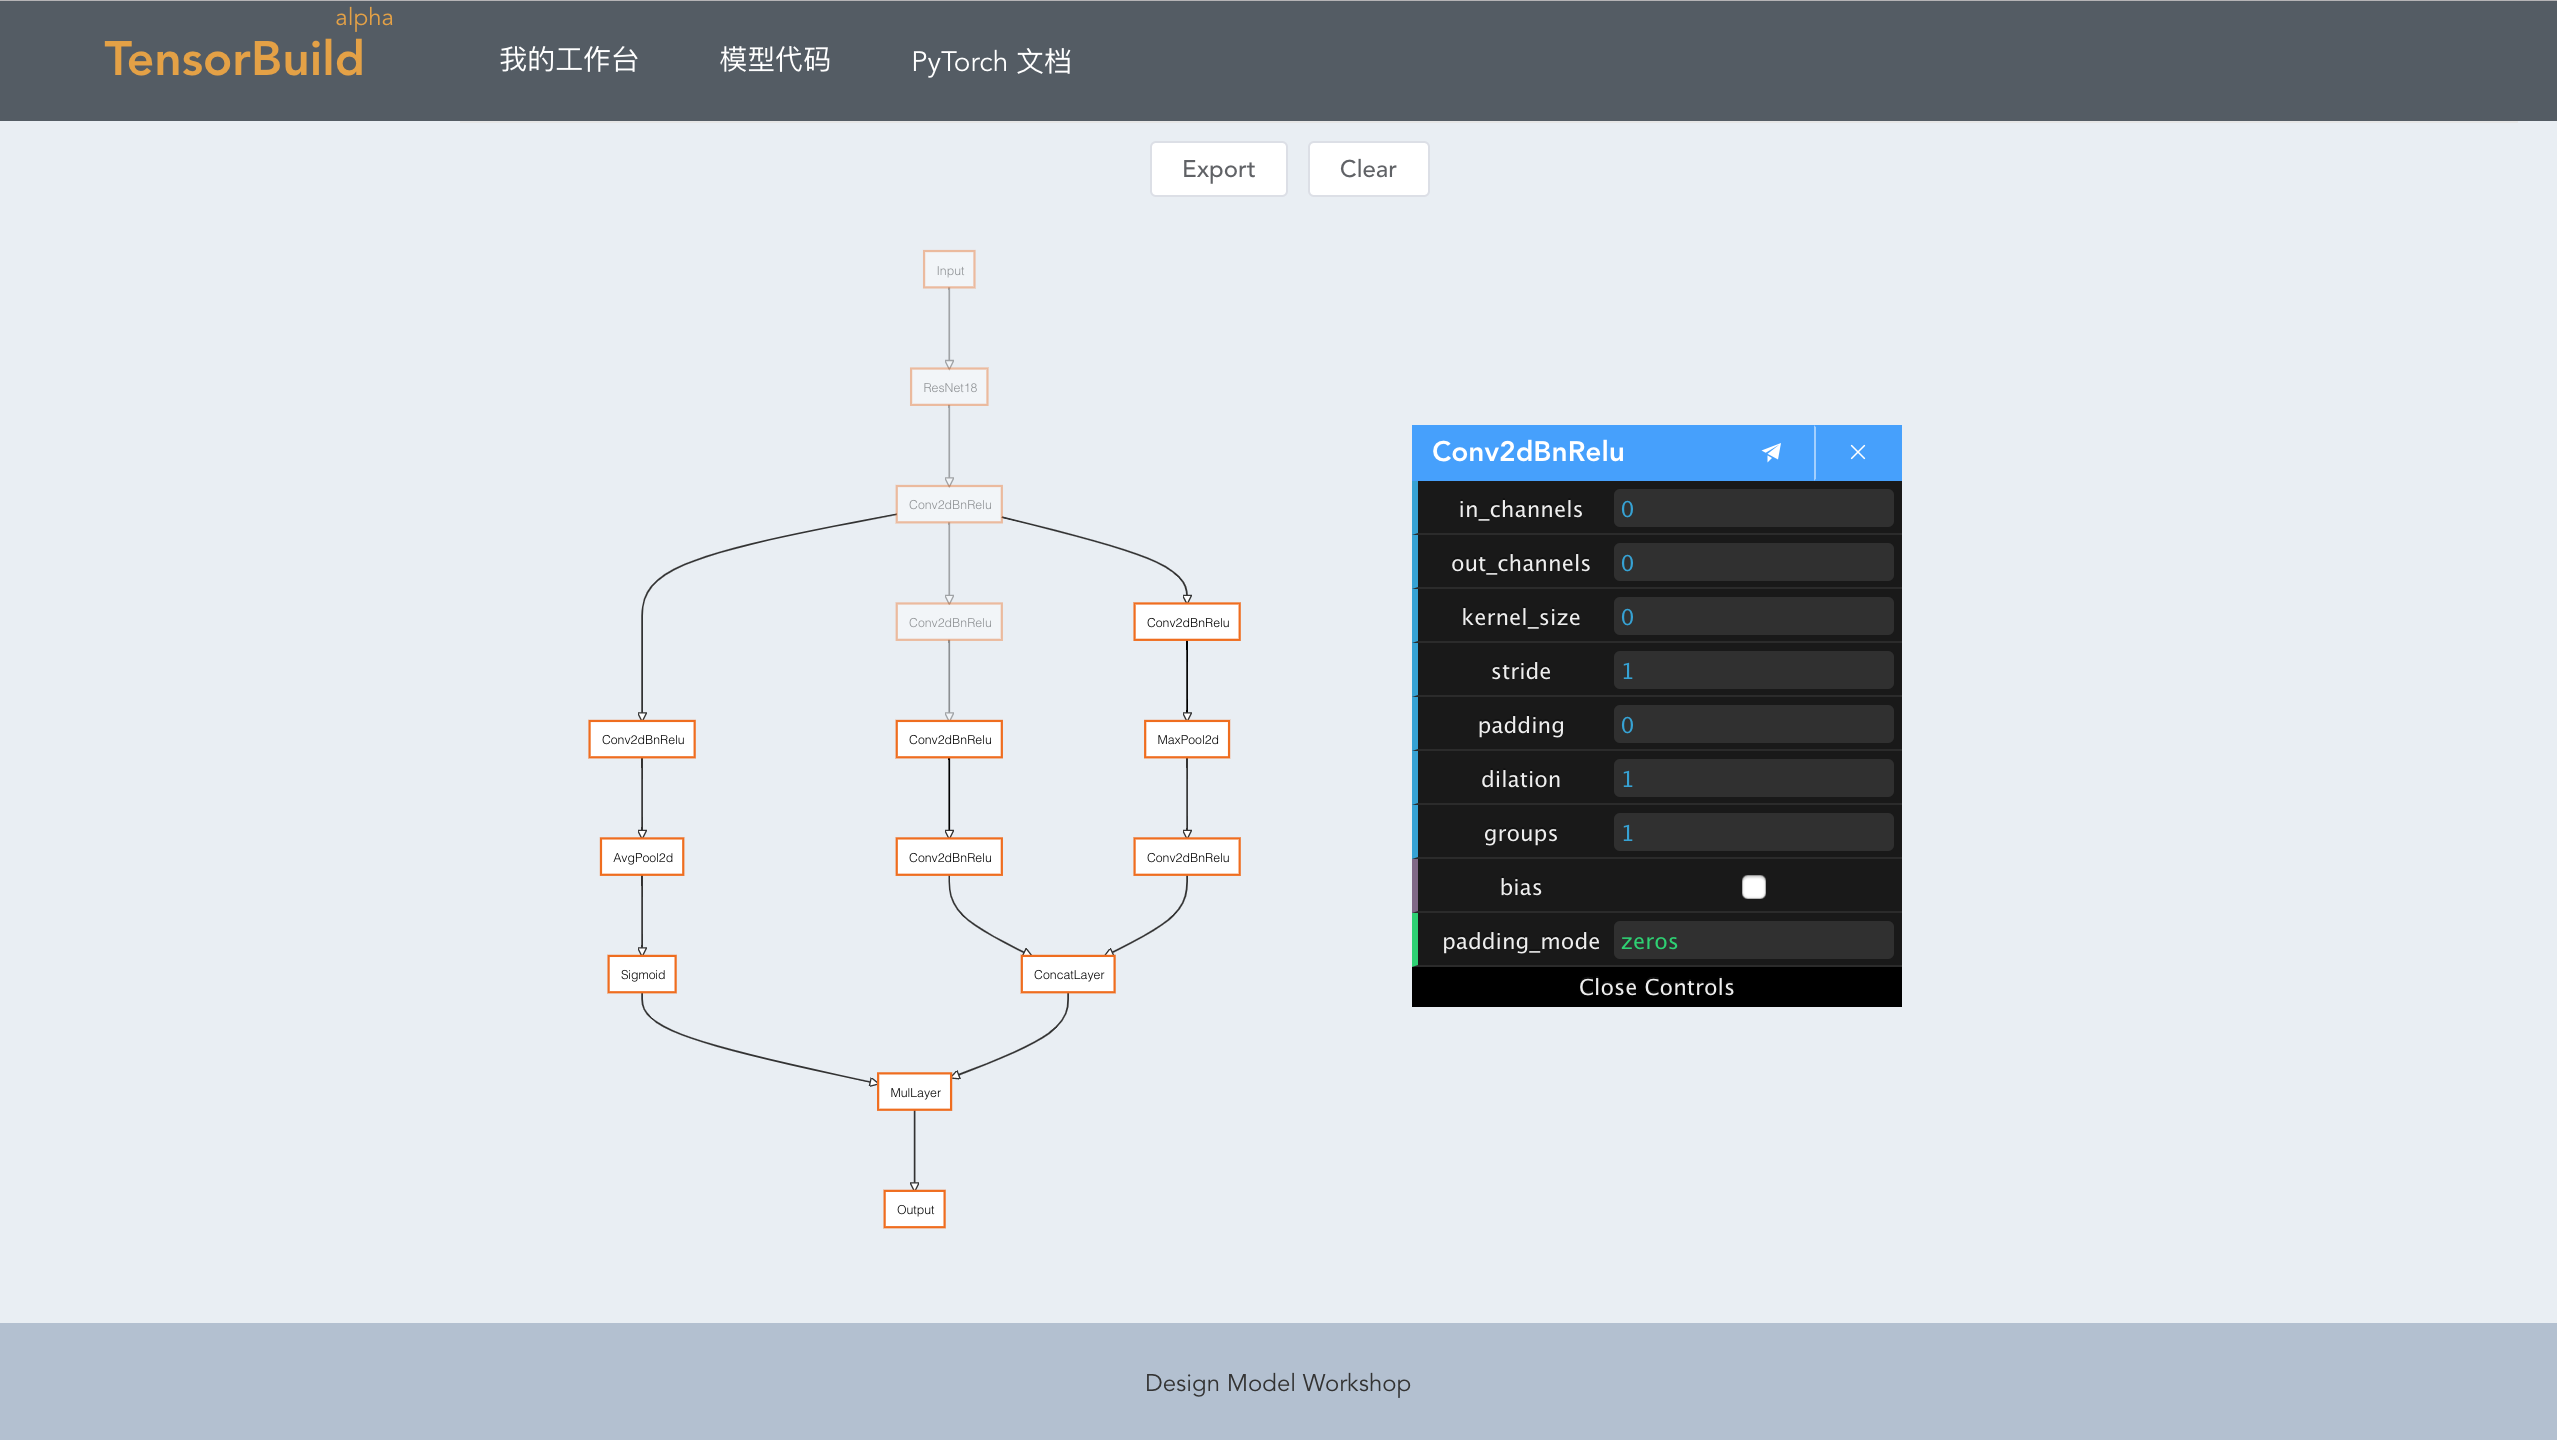 alpha
TensorBuild
我的工作台
模型代码
PyTorch 文档
Export
Clear
Input
ResNet18
Conv2dBnRelu
Conv2dBnRelu
Conv2dBnRelu
Conv2dBnRelu
Conv2dBnRelu
MaxPool2d
AvgPool2d
Conv2dBnRelu
Conv2dBnRelu
Sigmoid
ConcatLayer
MulLayer
Output
Conv2dBnRelu
in_channels 0
out_channels 0
kernel_size 0
stride 1
padding 0
dilation 1
groups 1
bias
padding_mode zeros
Close Controls
Design Model Workshop